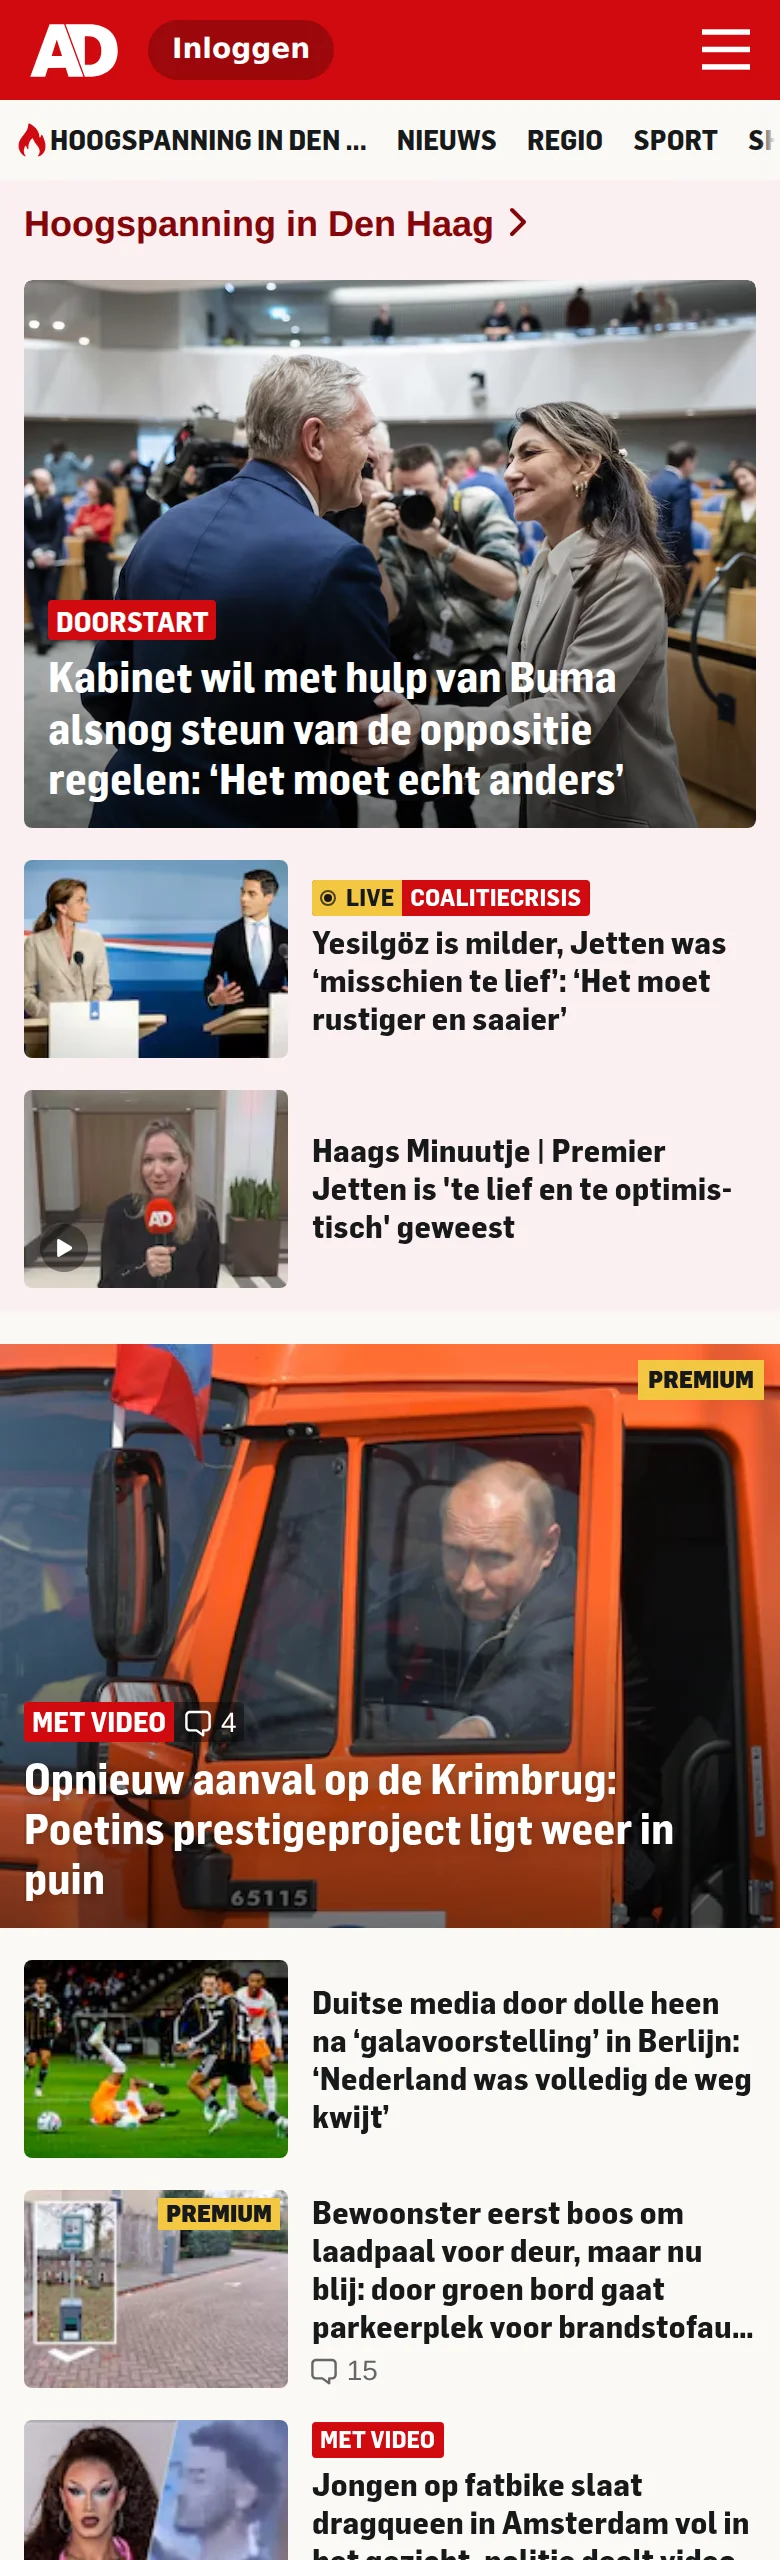 AD Inloggen
HOOGSPANNING IN DEN ... NIEUWS REGIO SPORT
Hoogspanning in Den Haag
DOORSTART
Kabinet wil met hulp van Buma
alsnog steun van de oppositie
regelen: ‘Het moet echt anders’
LIVE COALITIECRISIS
Yesilgöz is milder, Jetten was
‘misschien te lief’: ‘Het moet
rustiger en saaier’
AD
Haags Minuutje | Premier
Jetten is 'te lief en te optimis-
tisch' geweest
PREMIUM
MET VIDEO 4
Opnieuw aanval op de Krimbrug:
Poetins prestigeproject ligt weer in
puin
65115
Duitse media door dolle heen
na ‘galavoorstelling’ in Berlijn:
‘Nederland was volledig de weg
kwijt’
PREMIUM
Bewoonster eerst boos om
laadpaal voor deur, maar nu
blij: door groen bord gaat
parkeerplek voor brandstofau...
15
MET VIDEO
Jongen op fatbike slaat
dragqueen in Amsterdam vol in
het gezicht, politie deelt video